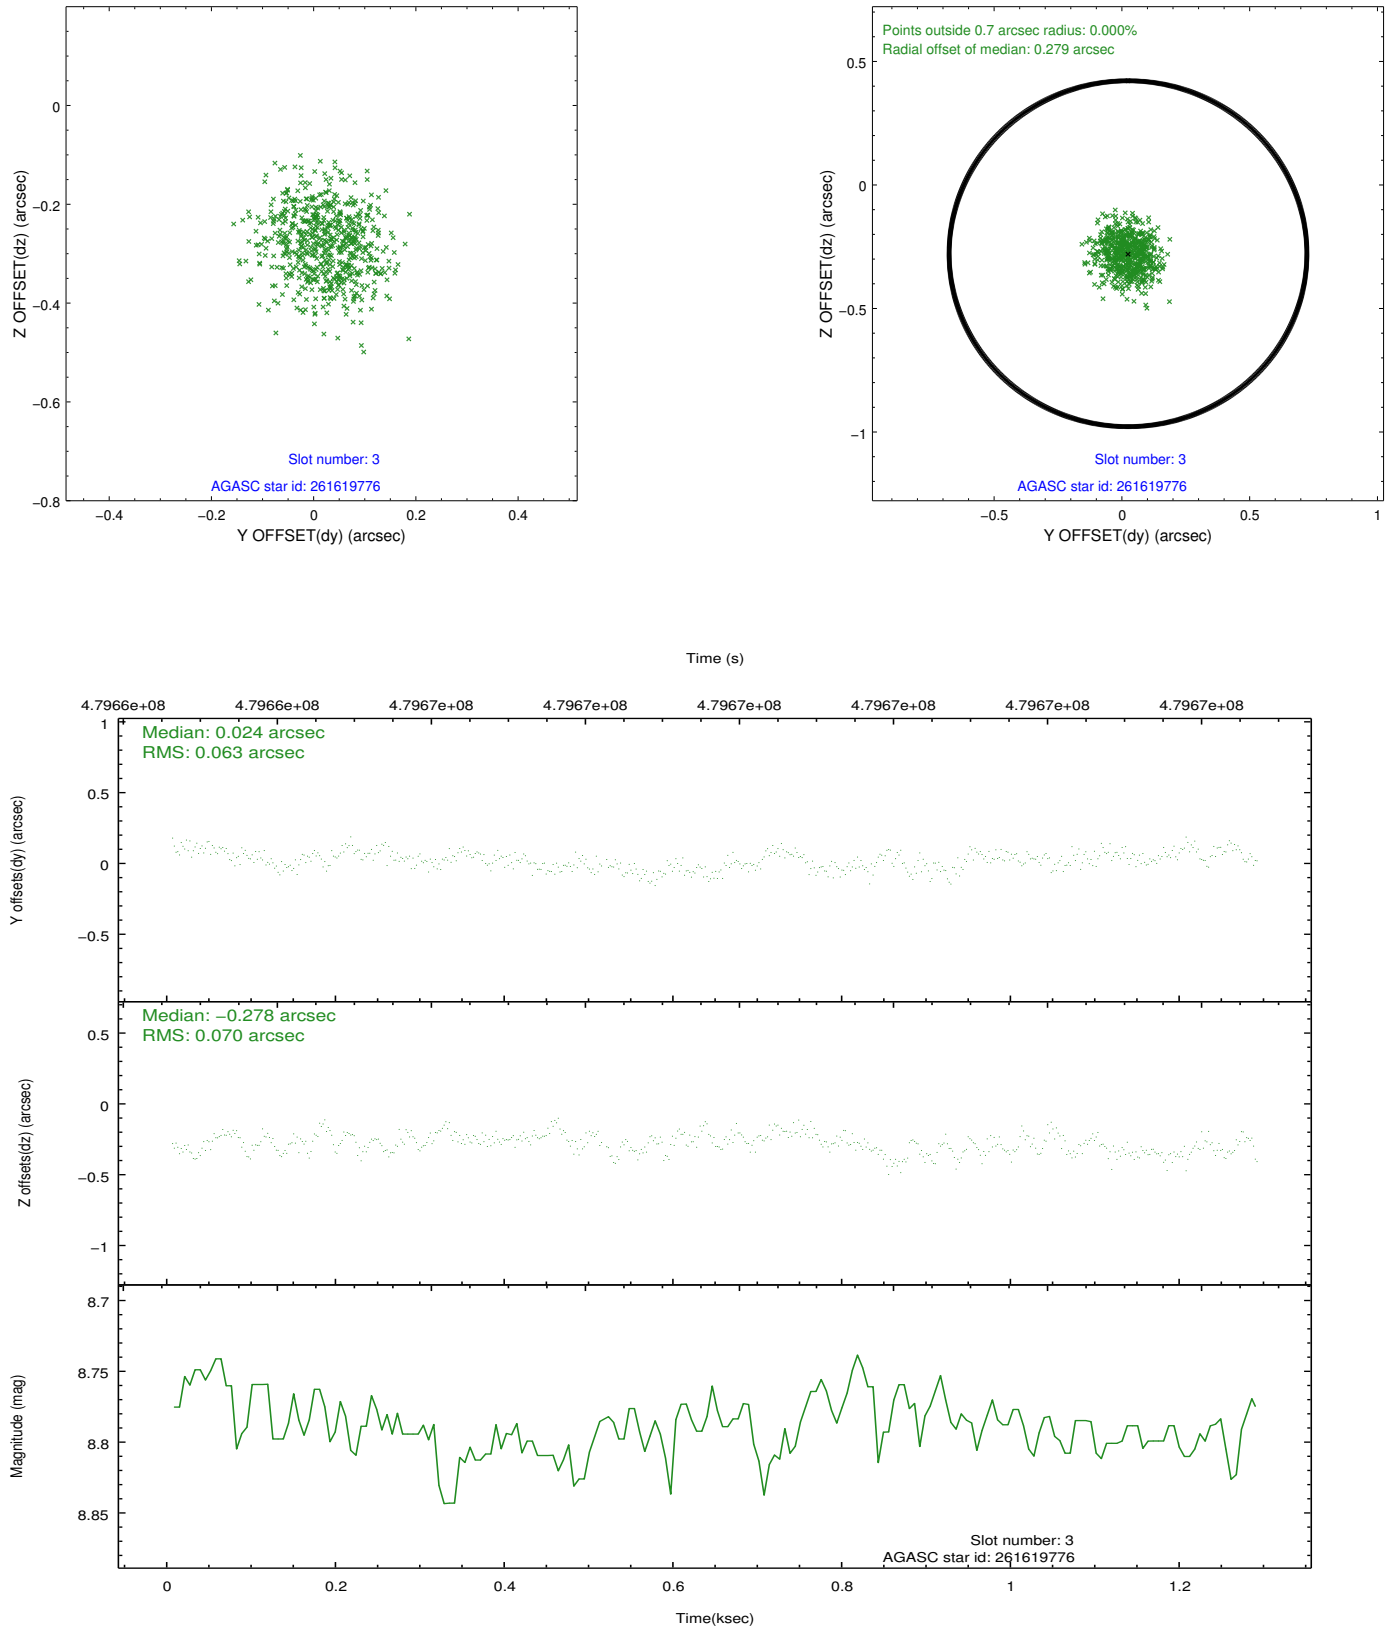 0
−0.2
−0.4
−0.6
−0.8
Z OFFSET(dz) (arcsec)
Slot number: 3
AGASC star id: 261619776
−0.4 −0.2 0 0.2 0.4
Y OFFSET(dy) (arcsec)
Points outside 0.7 arcsec radius: 0.000%
Radial offset of median: 0.279 arcsec
0.5
0
−0.5
−1
Z OFFSET(dz) (arcsec)
Slot number: 3
AGASC star id: 261619776
−0.5 0 0.5 1
Y OFFSET(dy) (arcsec)
Time (s)
4.7966e+08 4.7966e+08 4.7967e+08 4.7967e+08 4.7967e+08 4.7967e+08 4.7967e+08 4.7967e+08
Median: 0.024 arcsec
RMS: 0.063 arcsec
1
0.5
0
−0.5
Y offsets(dy) (arcsec)
Median: −0.278 arcsec
RMS: 0.070 arcsec
0.5
0
−0.5
−1
Z offsets(dz) (arcsec)
8.7
8.75
8.8
8.85
Magnitude (mag)
Slot number: 3
AGASC star id: 261619776
0 0.2 0.4 0.6 0.8 1 1.2
Time(ksec)